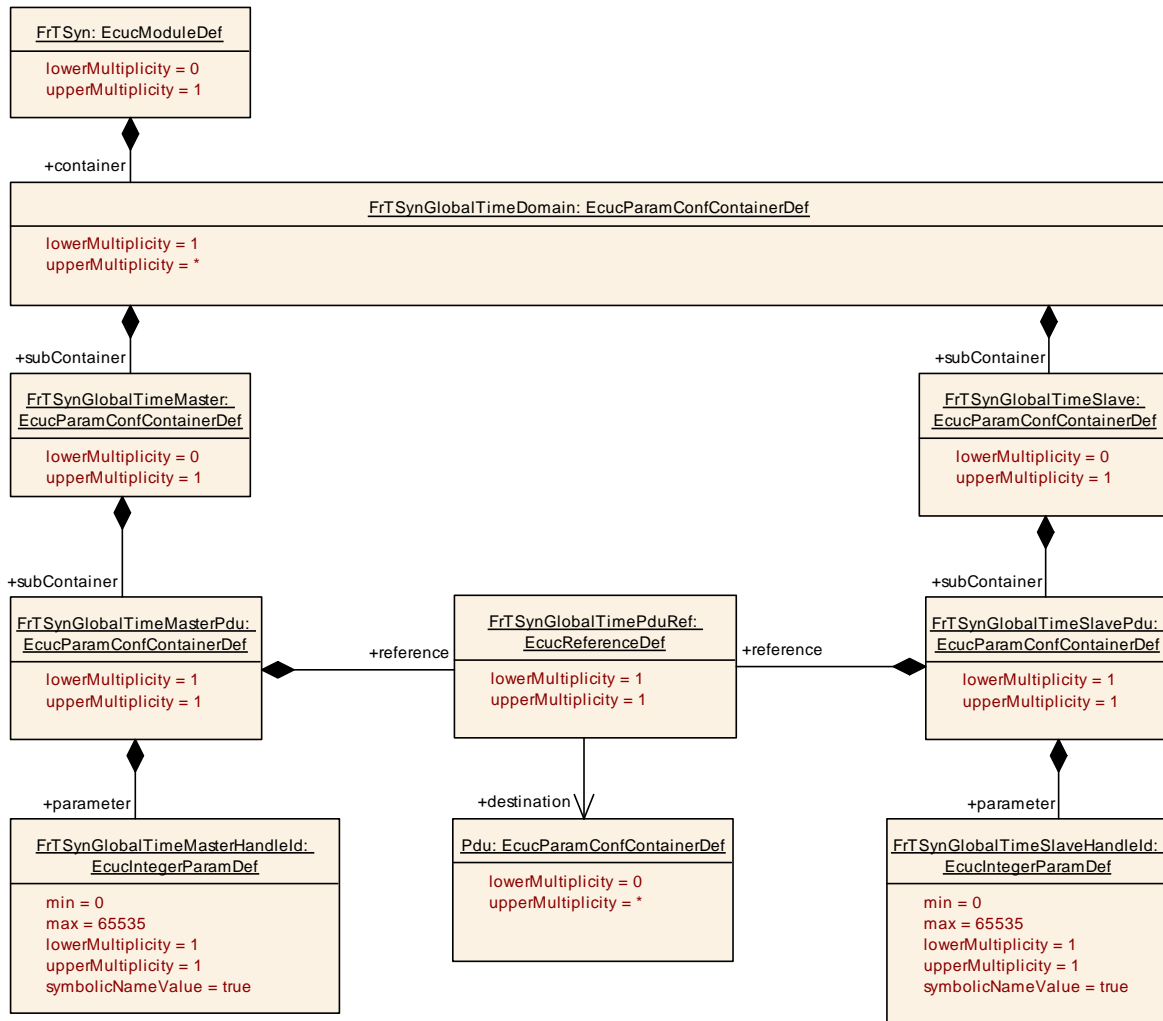 FrTSyn: EcucModuleDef
lowerMultiplicity = 0
upperMultiplicity = 1
+container
FrTSynGlobalTimeDomain: EcucParamConfContainerDef
lowerMultiplicity = 1
upperMultiplicity = *
+subContainer
+subContainer
FrTSynGlobalTimeMaster:
EcucParamConfContainerDef
lowerMultiplicity = 0
upperMultiplicity = 1
FrTSynGlobalTimeSlave:
EcucParamConfContainerDef
lowerMultiplicity = 0
upperMultiplicity = 1
+subContainer
+subContainer
FrTSynGlobalTimeMasterPdu:
EcucParamConfContainerDef
lowerMultiplicity = 1
upperMultiplicity = 1
+reference
FrTSynGlobalTimePduRef:
EcucReferenceDef
lowerMultiplicity = 1
upperMultiplicity = 1
+reference
FrTSynGlobalTimeSlavePdu:
EcucParamConfContainerDef
lowerMultiplicity = 1
upperMultiplicity = 1
+parameter
+destination
+parameter
FrTSynGlobalTimeMasterHandleId:
EcucIntegerParamDef
min = 0
max = 65535
lowerMultiplicity = 1
upperMultiplicity = 1
symbolicNameValue = true
Pdu: EcucParamConfContainerDef
lowerMultiplicity = 0
upperMultiplicity = *
FrTSynGlobalTimeSlaveHandleId:
EcucIntegerParamDef
min = 0
max = 65535
lowerMultiplicity = 1
upperMultiplicity = 1
symbolicNameValue = true